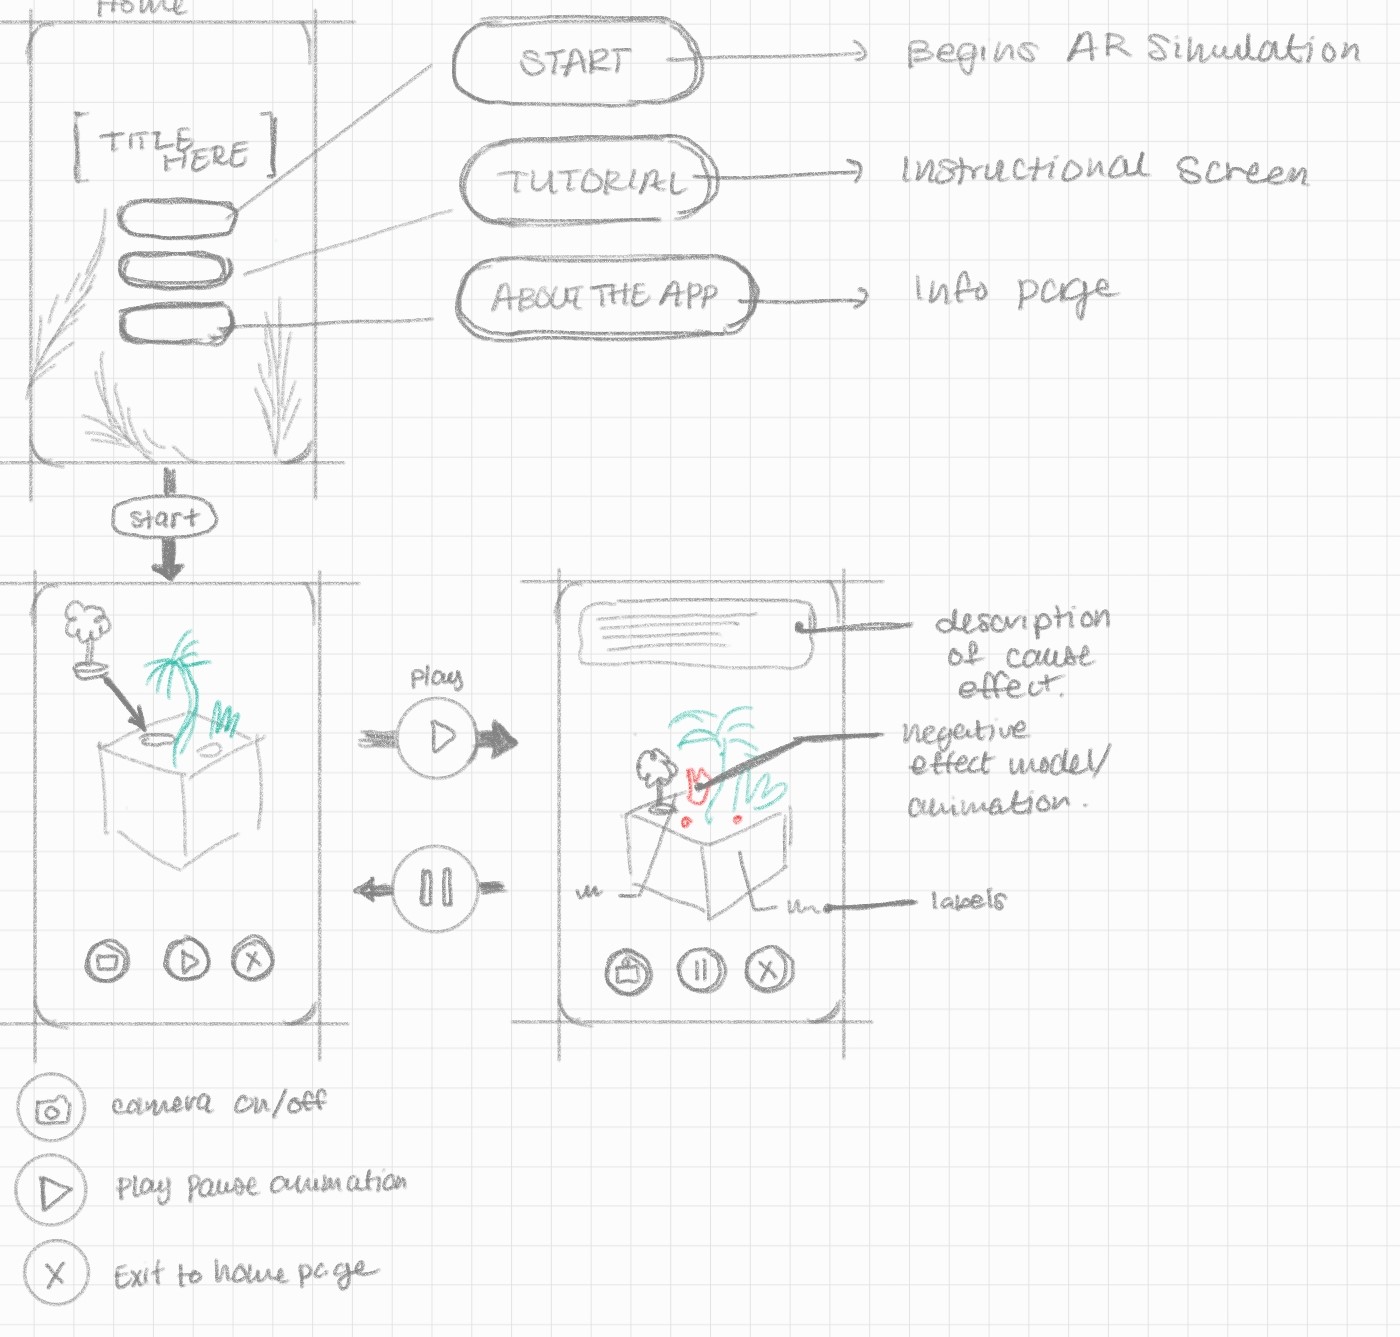 Home
[TITLE
HERE]
START
Begins AR Simulation
TUTORIAL
Instructional Screen
ABOUT THE APP
Info page
start
Play
description
of cause
effect.
negative
effect model/
animation.
labels
X
X
camera on/off
Play pause animation
X
Exit to home page